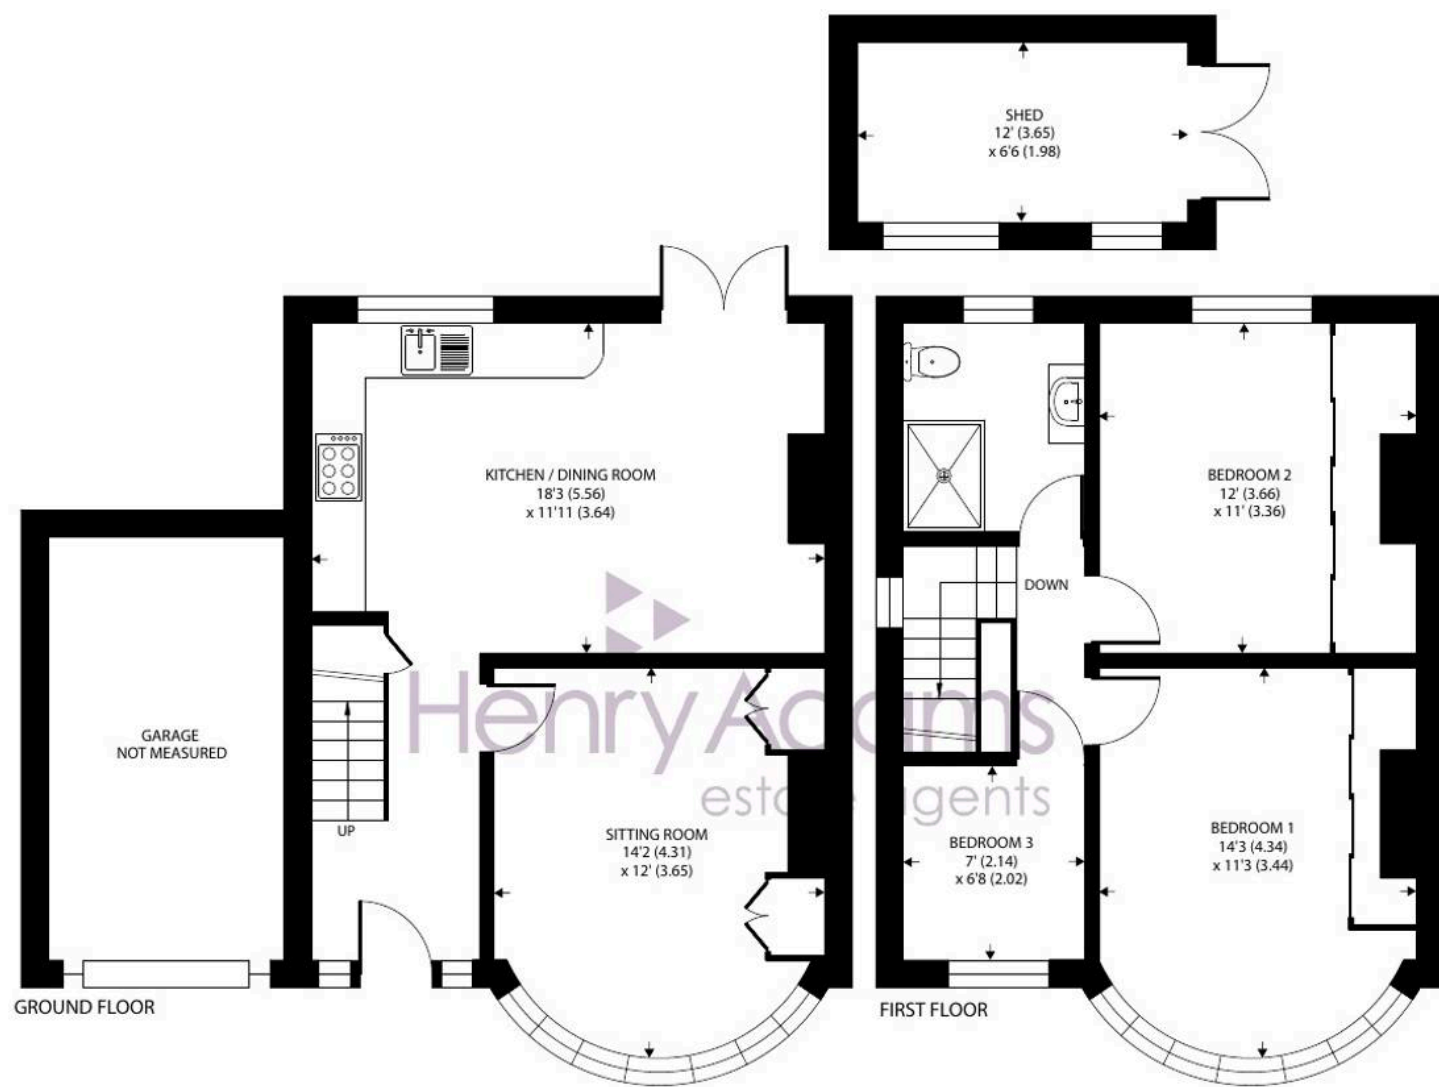 SHED
12' (3.65)
x 6'6 (1.98)
KITCHEN / DINING ROOM
18'3 (5.56)
x 11'11 (3.64)
BEDROOM 2
12' (3.66)
x 11' (3.36)
DOWN
GARAGE
NOT MEASURED
UP
SITTING ROOM
14'2 (4.31)
x 12' (3.65)
BEDROOM 3
7' (2.14)
x 6'8 (2.02)
BEDROOM 1
14'3 (4.34)
x 11'3 (3.44)
Henry Adams
estate agents
GROUND FLOOR
FIRST FLOOR